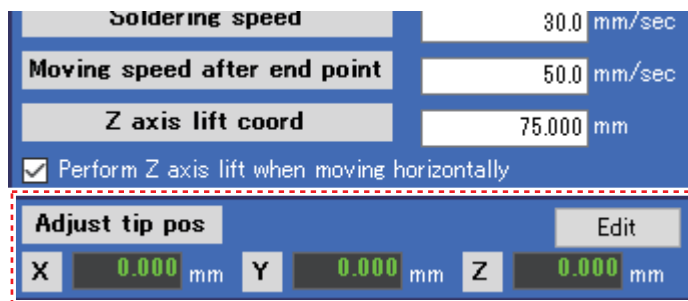 Soldering speed 30.0 mm/sec
Moving speed after end point 50.0 mm/sec
Z axis lift coord 75.000 mm
Perform Z axis lift when moving horizontally
Adjust tip pos Edit
X 0.000 mm Y 0.000 mm Z 0.000 mm